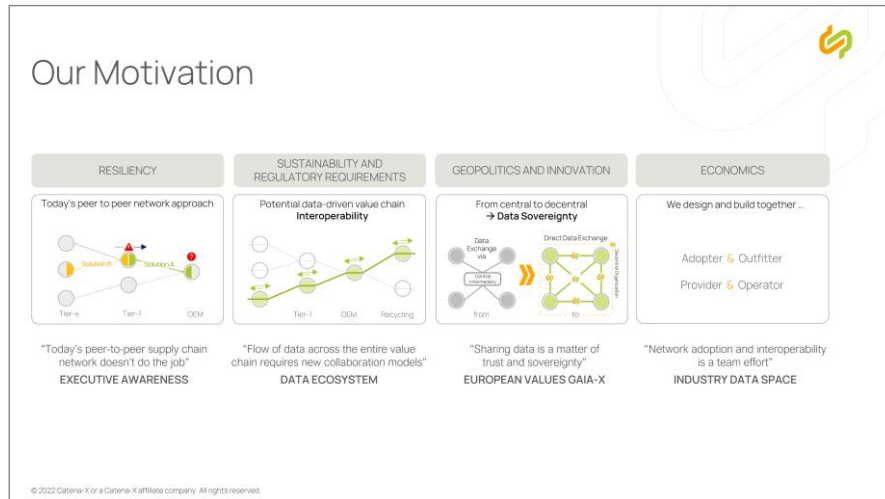 Our Motivation
RESILIENCY
Today's peer to peer network approach
Solution B
Solution A
Tier-x
Tier-1
OEM
"Today's peer-to-peer supply chain
network doesn't do the job"
EXECUTIVE AWARENESS
SUSTAINABILITY AND
REGULATORY REQUIREMENTS
Potential data-driven value chain
Interoperability
Tier-1
OEM
Recycling
"Flow of data across the entire value
chain requires new collaboration models"
DATA ECOSYSTEM
GEOPOLITICS AND INNOVATION
From central to decentral
→ Data Sovereignty
Data
Exchange
via
Central
Intermediary
from
Direct Data Exchange
to
"Sharing data is a matter of
trust and sovereignty"
EUROPEAN VALUES GAIA-X
ECONOMICS
We design and build together ...
Adopter & Outfitter
Provider & Operator
"Network adoption and interoperability
is a team effort"
INDUSTRY DATA SPACE
© 2022 Catena-X or a Catena-X affiliate company. All rights reserved.